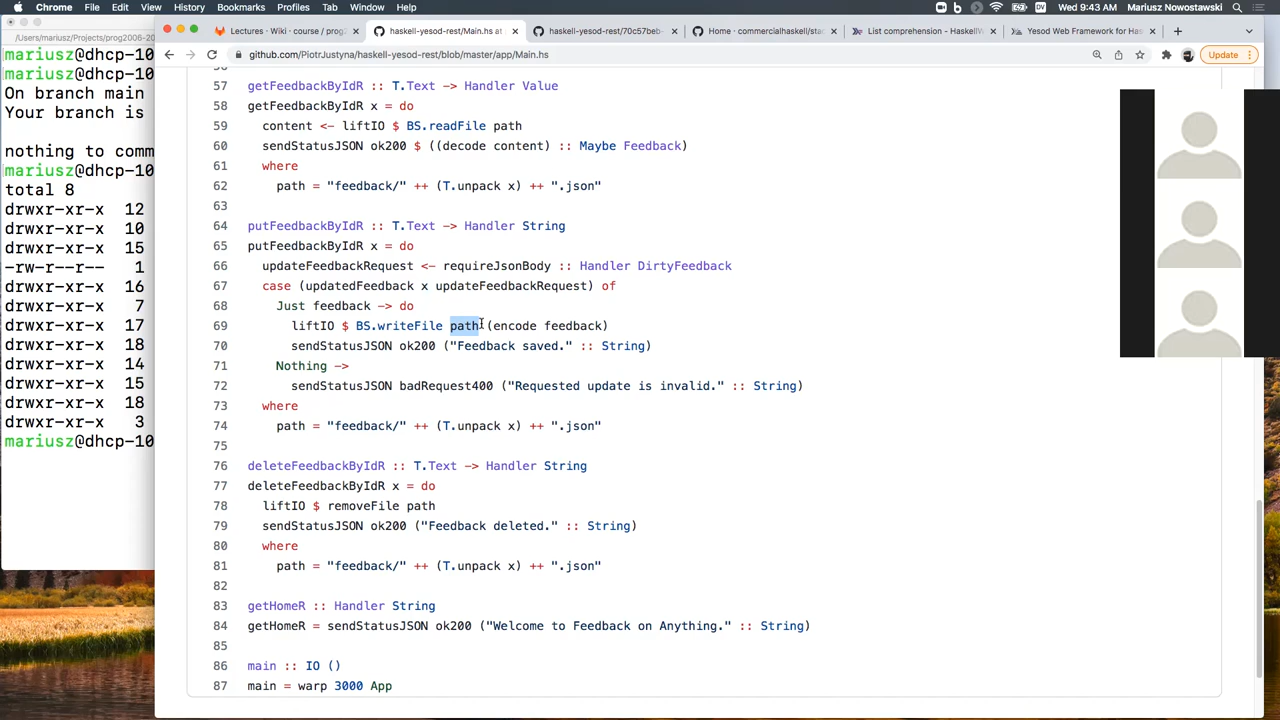 Chrome File Edit View History Bookmarks Profiles Tab Window Help
Wed 9:43 AM Mariusz Nowostawski
/Users/mariusz/Projects/prog2006-20
Lectures · Wiki · course / prog2
haskell-yesod-rest/Main.hs at
haskell-yesod-rest/70c57beb-
Home · commercialhaskell/stac
List comprehension - HaskellW
Yesod Web Framework for Has
github.com/PiotrJustyna/haskell-yesod-rest/blob/master/app/Main.hs
Update
mariusz@dhcp-10
mariusz@dhcp-10
On branch main
Your branch is
nothing to comm
mariusz@dhcp-10
total 8
drwxr-xr-x 12
drwxr-xr-x 10
drwxr-xr-x 15
-rw-r--r-- 1
drwxr-xr-x 16
drwxr-xr-x 7
drwxr-xr-x 17
drwxr-xr-x 18
drwxr-xr-x 14
drwxr-xr-x 15
drwxr-xr-x 18
drwxr-xr-x 3
mariusz@dhcp-10
56
57 getFeedbackByIdR :: T.Text -> Handler Value
58 getFeedbackByIdR x = do
59 content <- liftIO $ BS.readFile path
60 sendStatusJSON ok200 $ ((decode content) :: Maybe Feedback)
61 where
62 path = "feedback/" ++ (T.unpack x) ++ ".json"
63
64 putFeedbackByIdR :: T.Text -> Handler String
65 putFeedbackByIdR x = do
66 updateFeedbackRequest <- requireJsonBody :: Handler DirtyFeedback
67 case (updatedFeedback x updateFeedbackRequest) of
68 Just feedback -> do
69 liftIO $ BS.writeFile path (encode feedback)
70 sendStatusJSON ok200 ("Feedback saved." :: String)
71 Nothing ->
72 sendStatusJSON badRequest400 ("Requested update is invalid." :: String)
73 where
74 path = "feedback/" ++ (T.unpack x) ++ ".json"
75
76 deleteFeedbackByIdR :: T.Text -> Handler String
77 deleteFeedbackByIdR x = do
78 liftIO $ removeFile path
79 sendStatusJSON ok200 ("Feedback deleted." :: String)
80 where
81 path = "feedback/" ++ (T.unpack x) ++ ".json"
82
83 getHomeR :: Handler String
84 getHomeR = sendStatusJSON ok200 ("Welcome to Feedback on Anything." :: String)
85
86 main :: IO ()
87 main = warp 3000 App